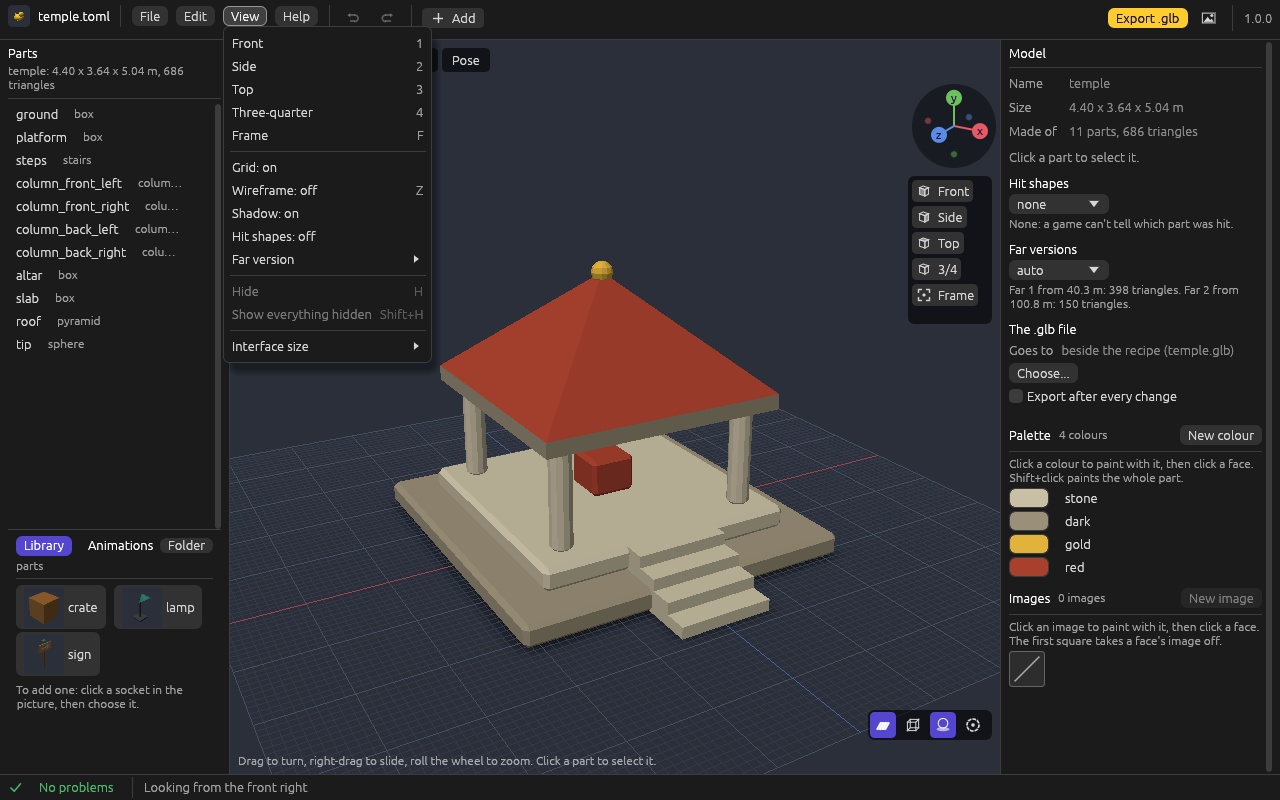 temple.toml
File
Edit
View
Help
Add
Export .glb
1.0.0
Parts
temple: 4.40 x 3.64 x 5.04 m, 686
triangles
ground box
platform box
steps stairs
column_front_left colum...
column_front_right colu...
column_back_left colum...
column_back_right colu...
altar box
slab box
roof pyramid
tip sphere
Library
Animations
Folder
parts
crate
lamp
sign
To add one: click a socket in the
picture, then choose it.
Front 1
Side 2
Top 3
Three-quarter 4
Frame F
Grid: on
Wireframe: off Z
Shadow: on
Hit shapes: off
Far version
Hide H
Show everything hidden Shift+H
Interface size
Pose
y
x
z
Front
Side
Top
3/4
Frame
Drag to turn, right-drag to slide, roll the wheel to zoom. Click a part to select it.
Model
Name temple
Size 4.40 x 3.64 x 5.04 m
Made of 11 parts, 686 triangles
Click a part to select it.
Hit shapes
none
None: a game can't tell which part was hit.
Far versions
auto
Far 1 from 40.3 m: 398 triangles. Far 2 from
100.8 m: 150 triangles.
The .glb file
Goes to beside the recipe (temple.glb)
Choose...
Export after every change
Palette 4 colours
New colour
Click a colour to paint with it, then click a face.
Shift+click paints the whole part.
stone
dark
gold
red
Images 0 images
New image
Click an image to paint with it, then click a face.
The first square takes a face's image off.
No problems
Looking from the front right